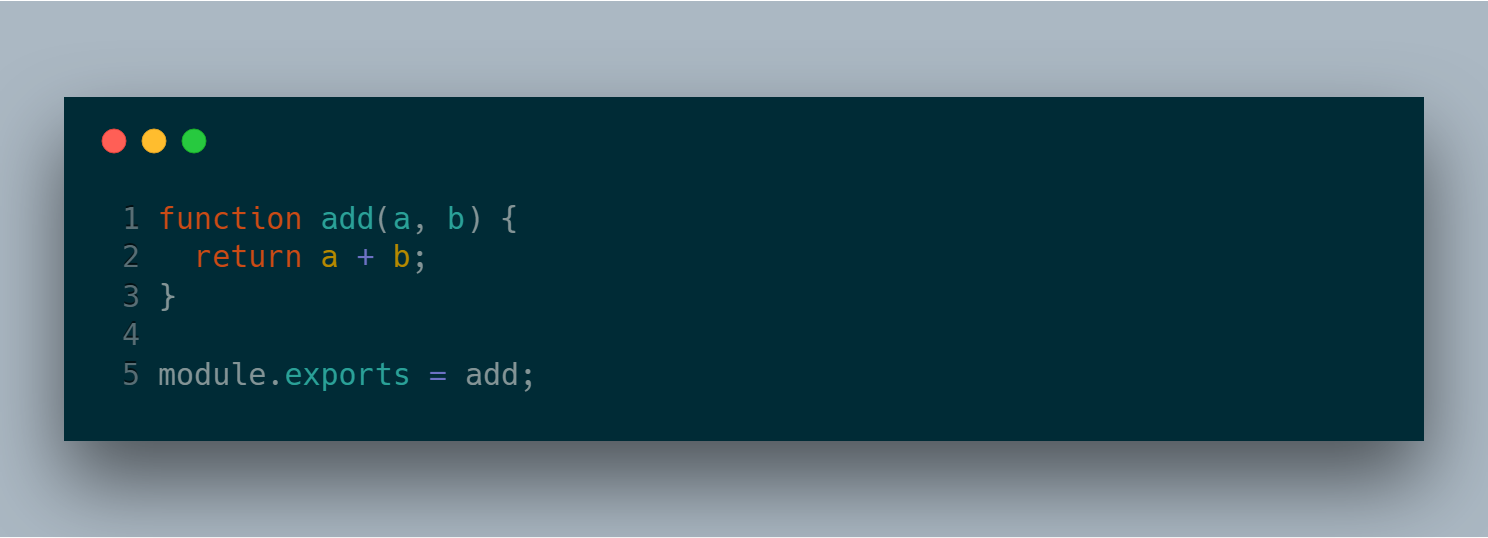 1 function add(a, b) {
2   return a + b;
3 }
4
5 module.exports = add;